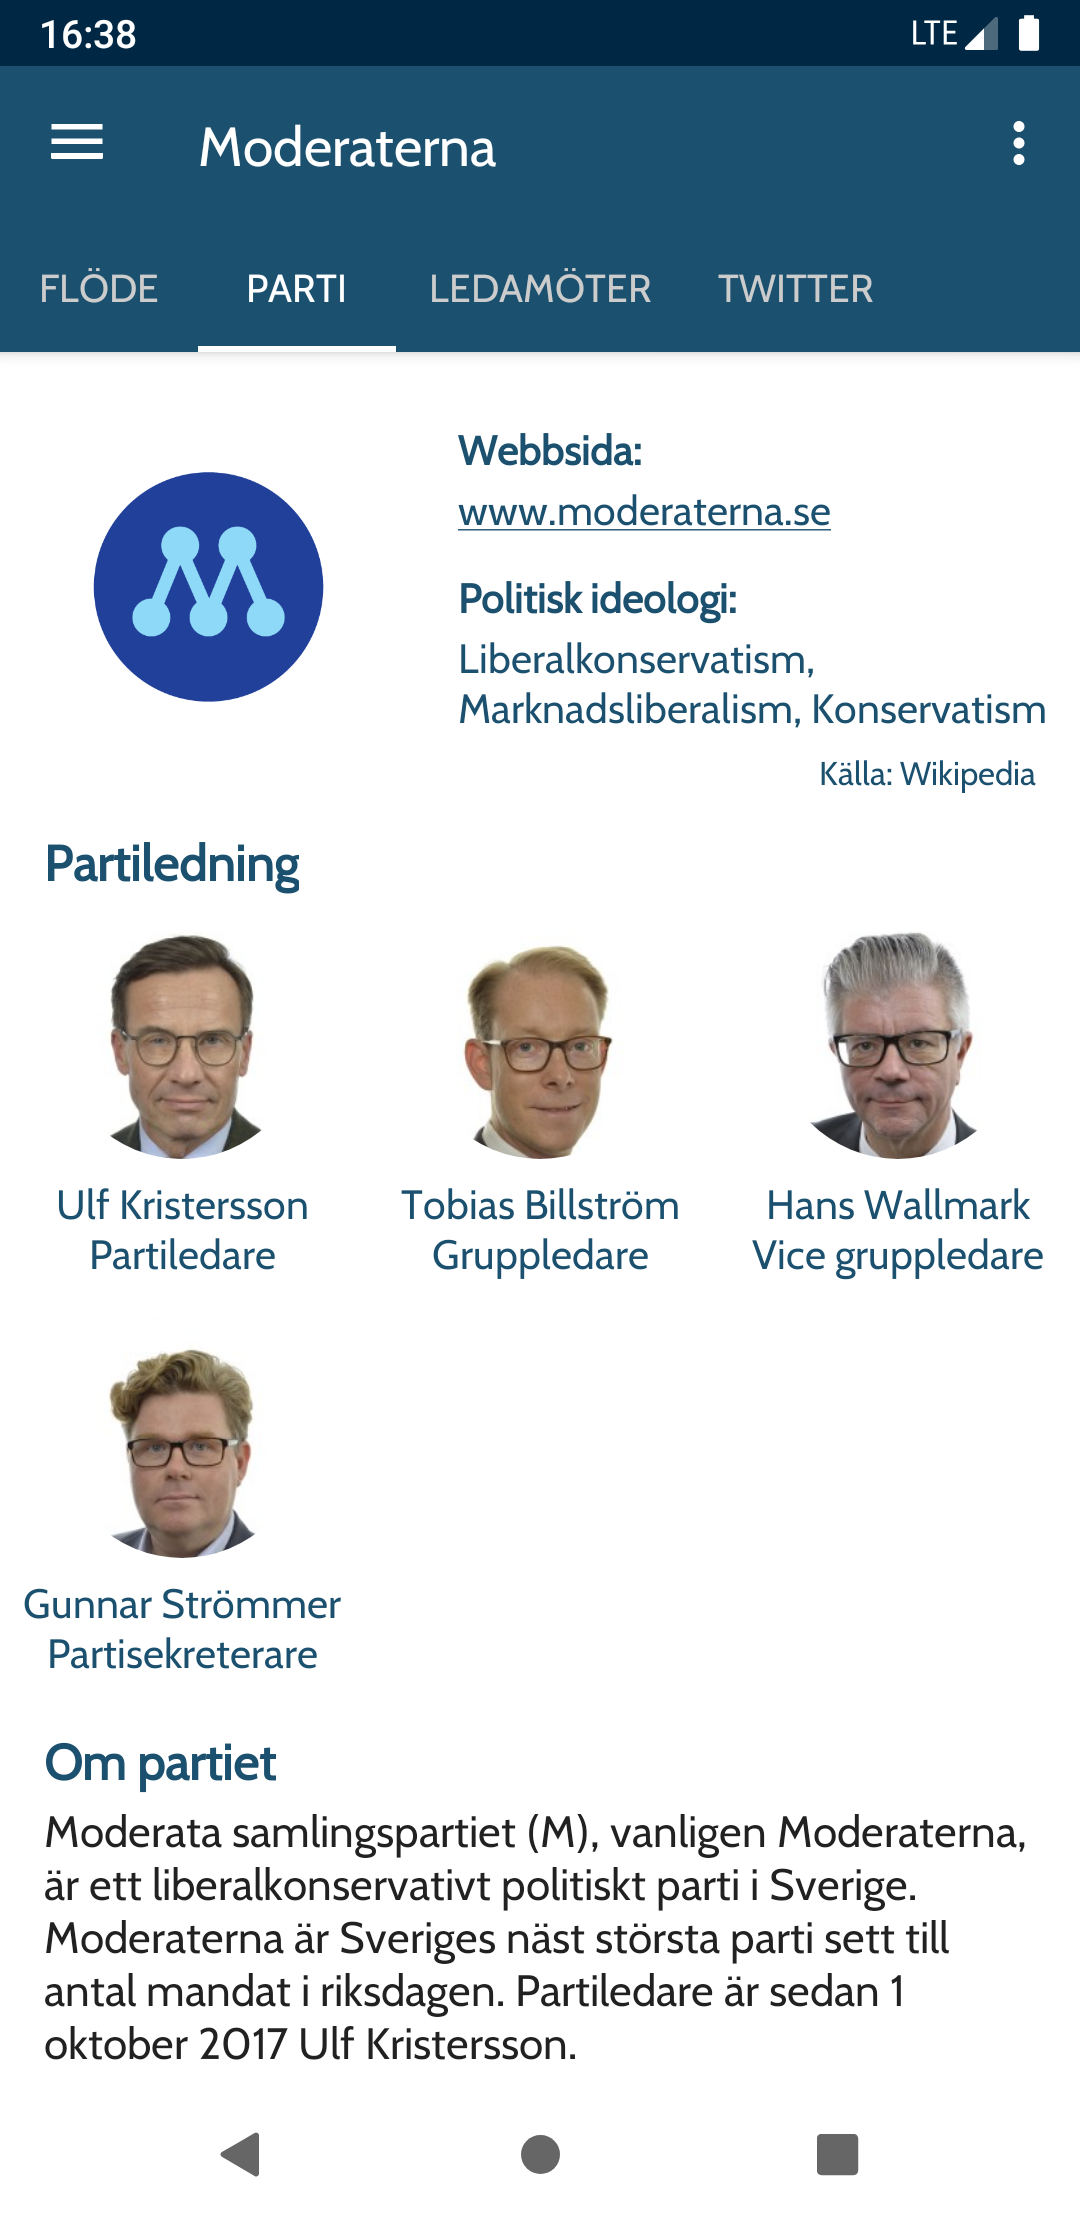 16:38
LTE
Moderaterna
FLÖDE PARTI LEDAMÖTER TWITTER
Webbsida:
www.moderaterna.se
Politisk ideologi:
Liberalkonservatism,
Marknadsliberalism, Konservatism
Källa: Wikipedia
Partiledning
Ulf Kristersson
Partiledare
Tobias Billström
Gruppledare
Hans Wallmark
Vice gruppledare
Gunnar Strömmer
Partisekreterare
Om partiet
Moderata samlingspartiet (M), vanligen Moderaterna,
är ett liberalkonservativt politiskt parti i Sverige.
Moderaterna är Sveriges näst största parti sett till
antal mandat i riksdagen. Partiledare är sedan 1
oktober 2017 Ulf Kristersson.